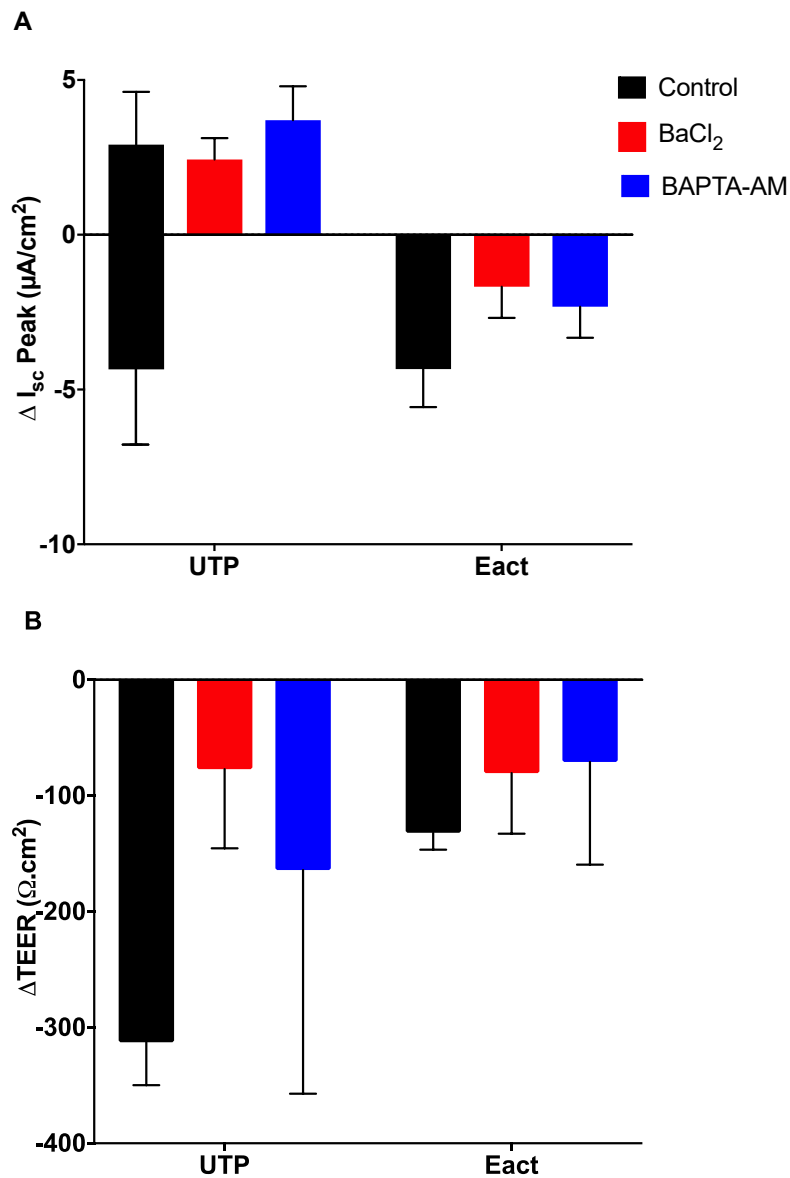 A
Δ I_sc Peak (µA/cm²)
5
0
-5
-10
UTP Eact
Control
BaCl₂
BAPTA-AM
B
ΔTEER (Ω.cm²)
0
-100
-200
-300
-400
UTP Eact